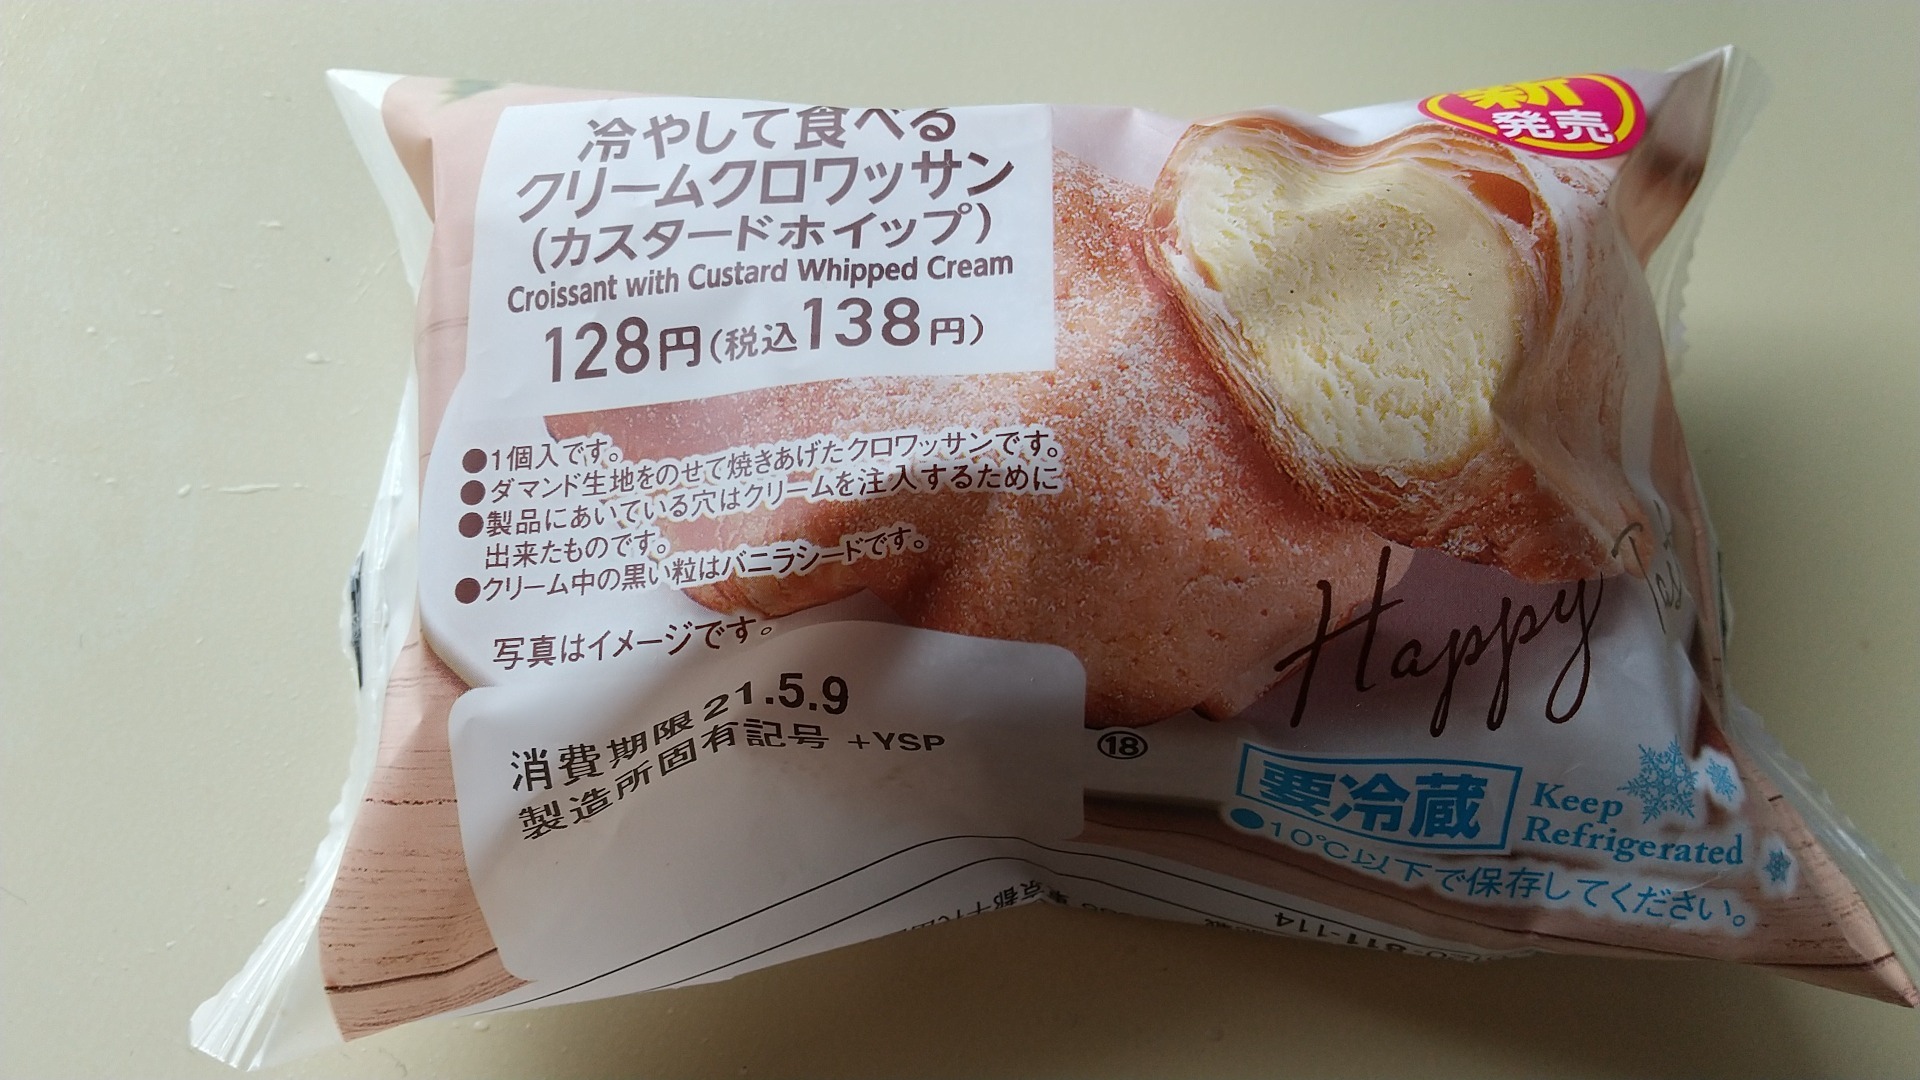 冷やして食べる
クリームクロワッサン
(カスタードホイップ)
Croissant with Custard Whipped Cream
128円(税込138円)
新
発売
●1個入です。
●ダマンド生地をのせて焼きあげたクロワッサンです。
●製品にあいている穴はクリームを注入するために
出来たものです。
●クリーム中の黒い粒はバニラシードです。
写真はイメージです。
Happy
消費期限 21.5.9
製造所固有記号 +YSP
⑱
要冷蔵
Keep
Refrigerated
●10℃以下で保存してください。